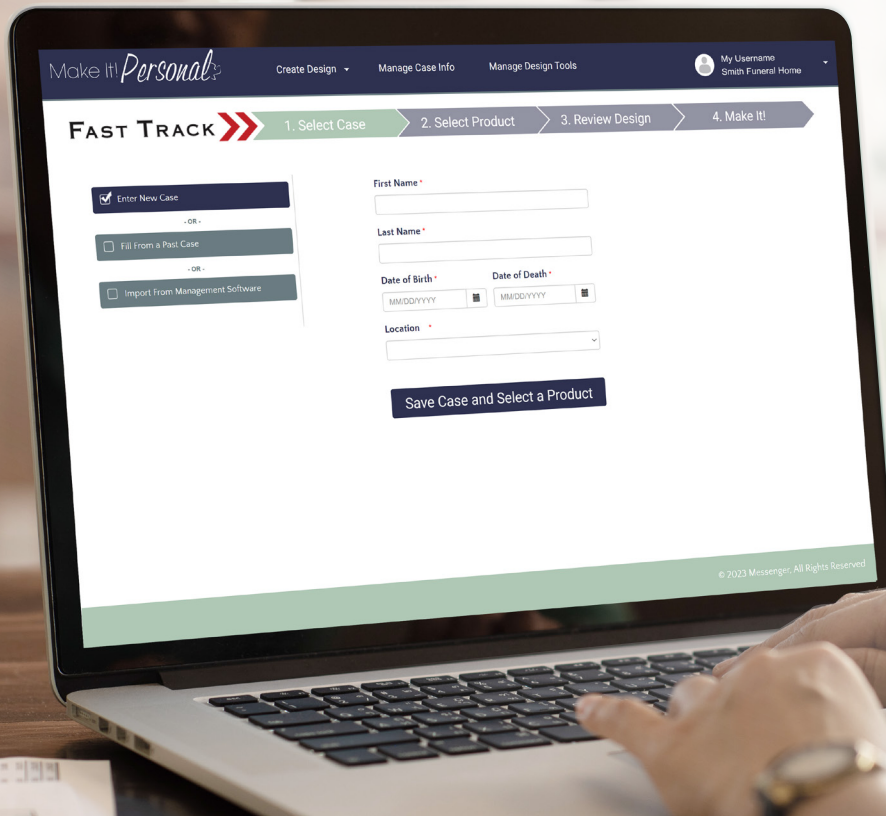 Make It! Personal
Create Design
Manage Case Info
Manage Design Tools
My Username
Smith Funeral Home
FAST TRACK
1. Select Case
2. Select Product
3. Review Design
4. Make It!
Enter New Case
- OR -
Fill From a Past Case
- OR -
Import From Management Software
First Name *
Last Name *
Date of Birth *
Date of Death *
MM/DD/YYYY
MM/DD/YYYY
Location *
Save Case and Select a Product
© 2023 Messenger, All Rights Reserved